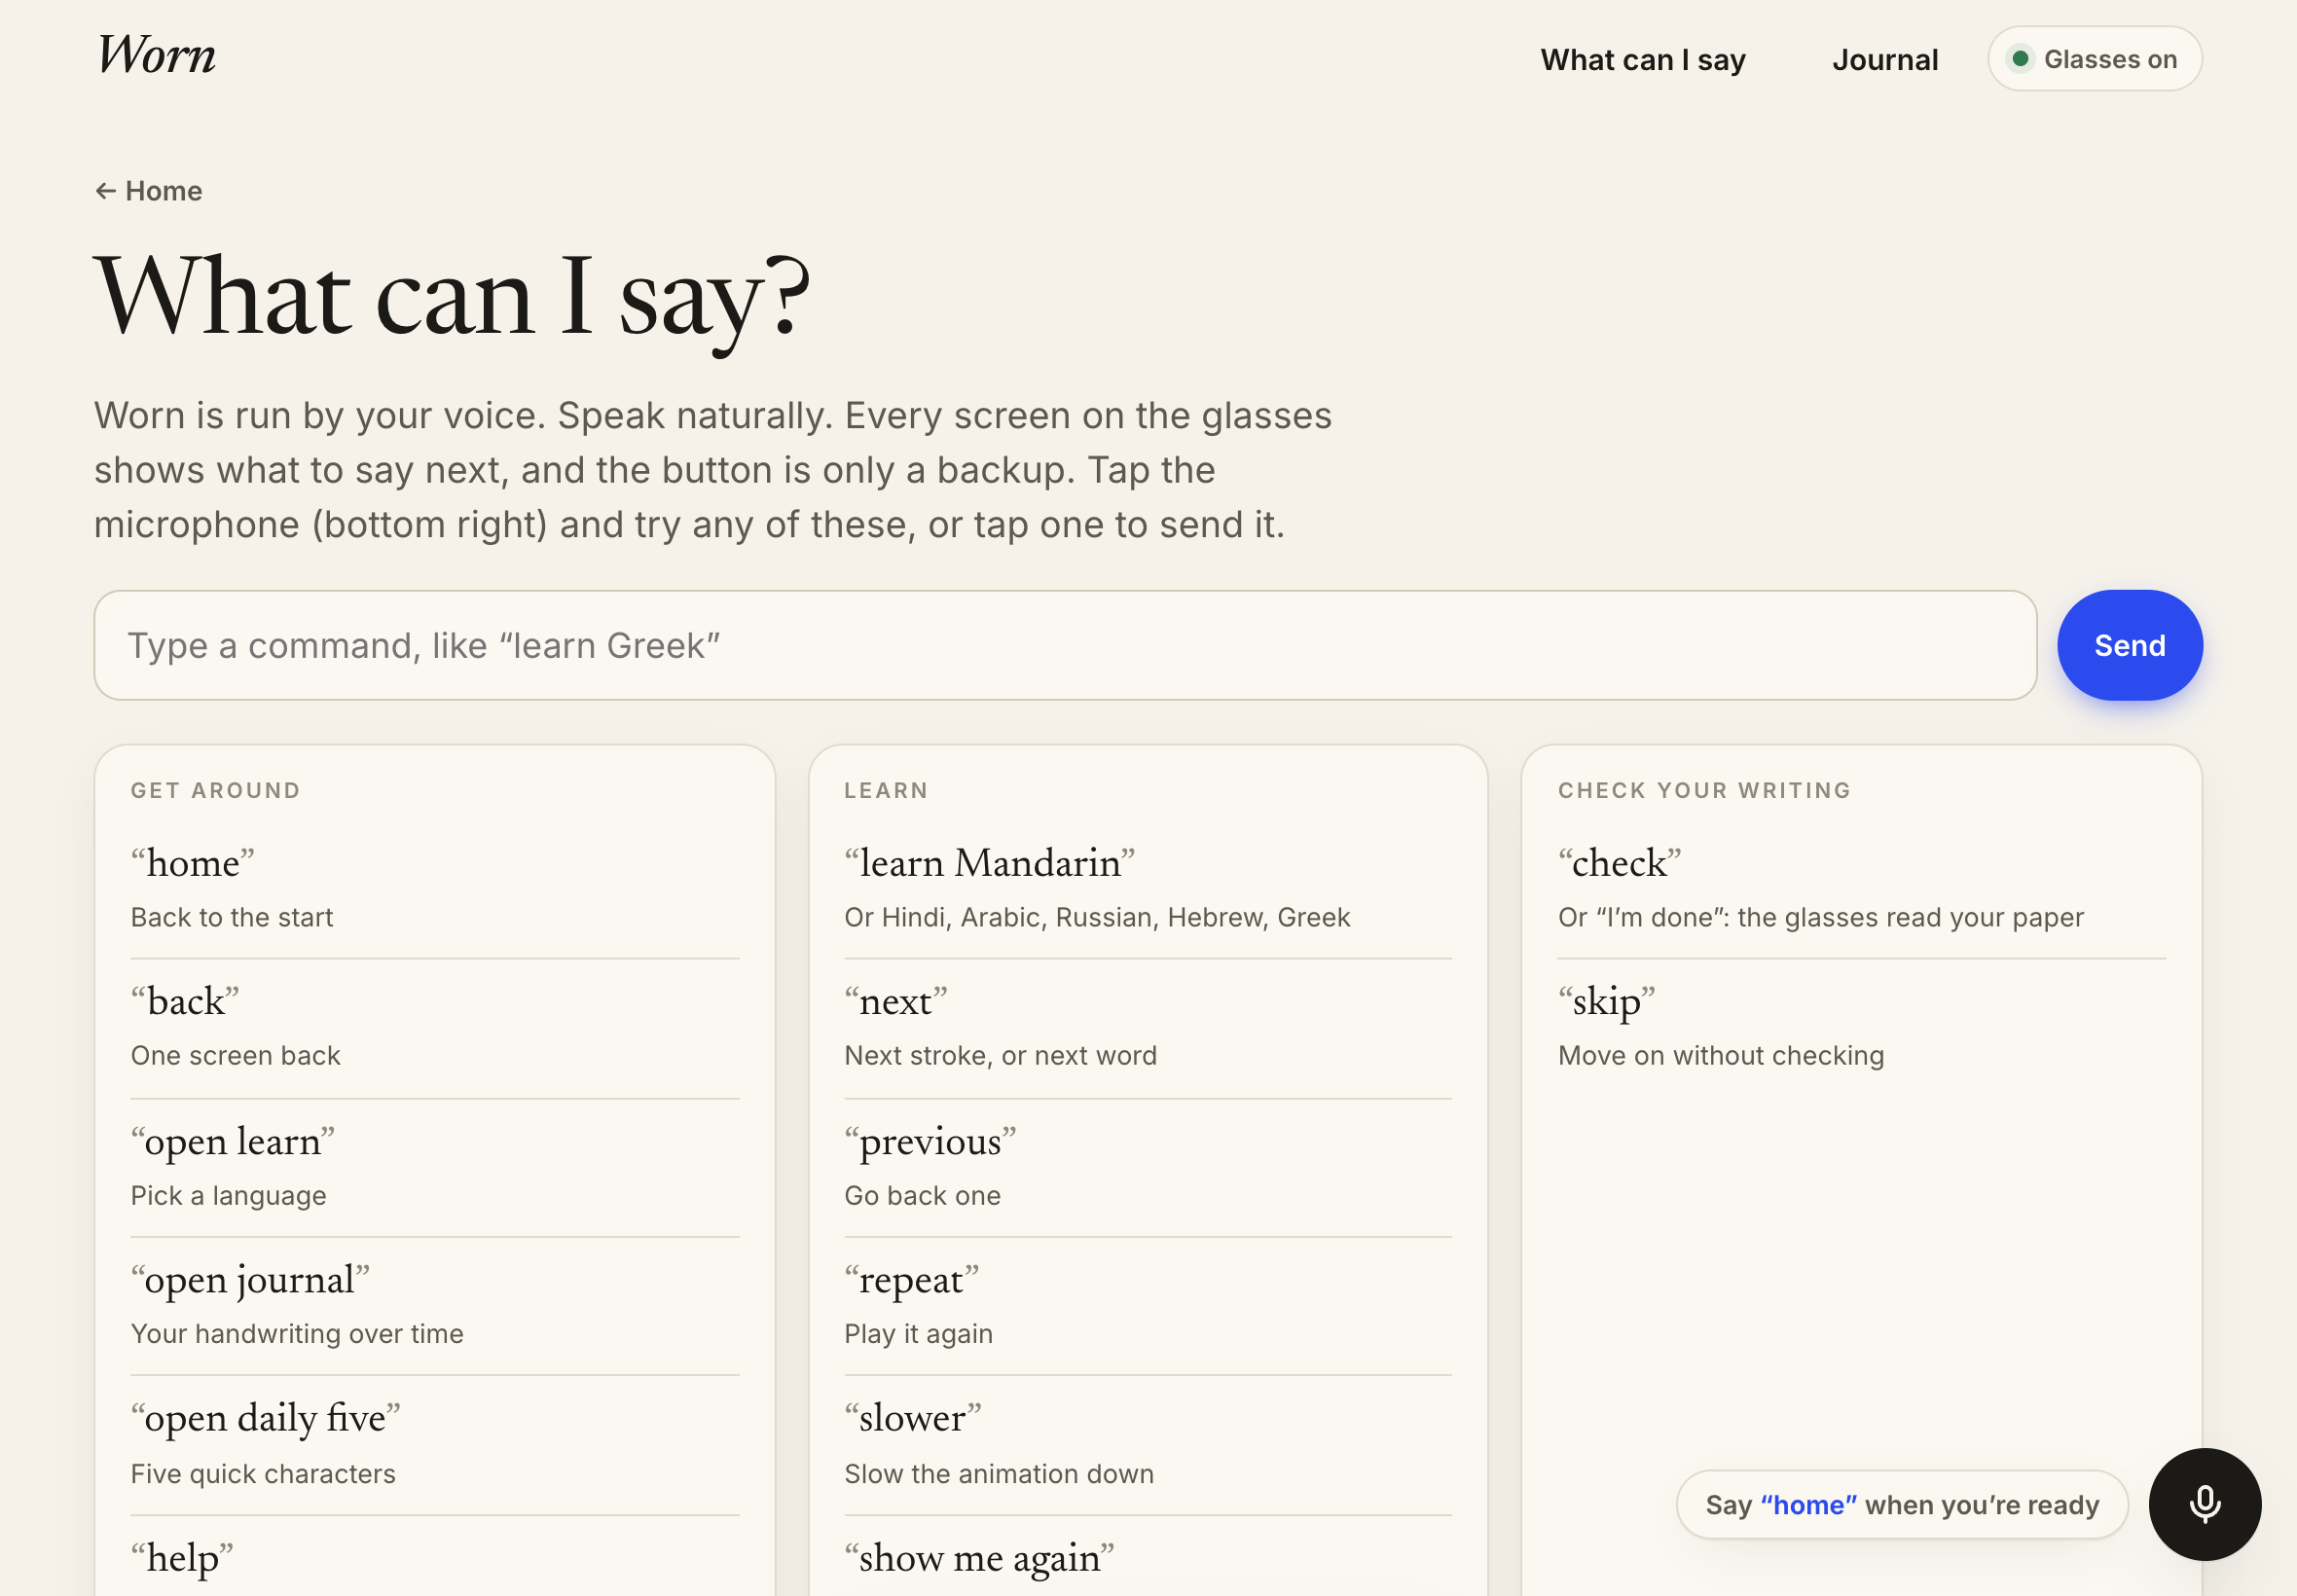 Worn
What can I say
Journal
Glasses on
← Home
What can I say?
Worn is run by your voice. Speak naturally. Every screen on the glasses
shows what to say next, and the button is only a backup. Tap the
microphone (bottom right) and try any of these, or tap one to send it.
Type a command, like “learn Greek”
Send
GET AROUND
“home”
Back to the start
“back”
One screen back
“open learn”
Pick a language
“open journal”
Your handwriting over time
“open daily five”
Five quick characters
“help”
LEARN
“learn Mandarin”
Or Hindi, Arabic, Russian, Hebrew, Greek
“next”
Next stroke, or next word
“previous”
Go back one
“repeat”
Play it again
“slower”
Slow the animation down
“show me again”
CHECK YOUR WRITING
“check”
Or “I’m done”: the glasses read your paper
“skip”
Move on without checking
Say “home” when you’re ready